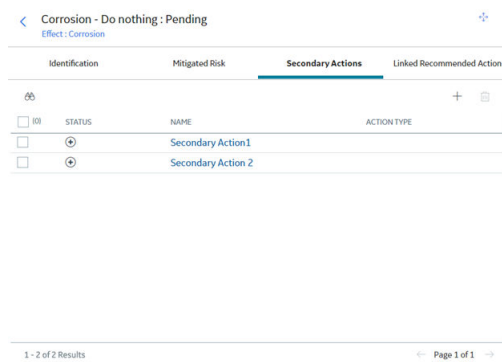 Corrosion - Do nothing : Pending
Effect : Corrosion
Identification Mitigated Risk Secondary Actions Linked Recommended Action
(0) STATUS NAME ACTION TYPE
Secondary Action1
Secondary Action 2
1 - 2 of 2 Results Page 1 of 1